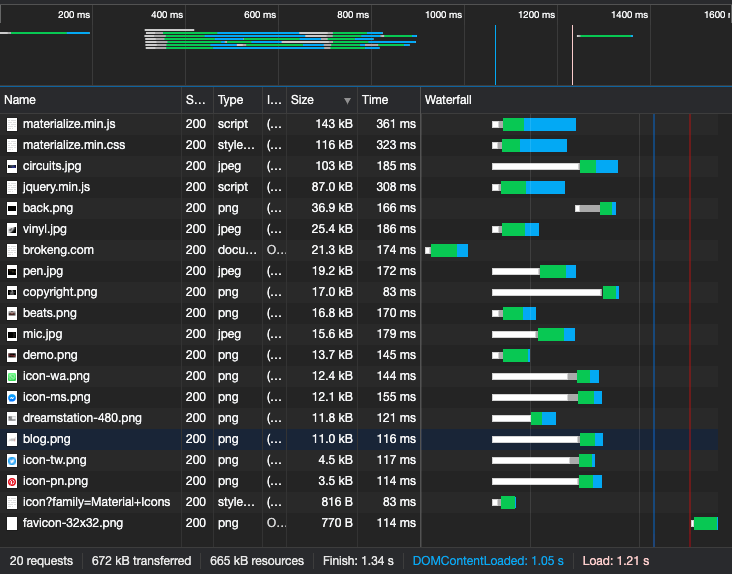 200 ms 400 ms 600 ms 800 ms 1000 ms 1200 ms 1400 ms 1600
Name S... Type I... Size ▼ Time Waterfall
materialize.min.js 200 script (... 143 kB 361 ms
materialize.min.css 200 style... (... 116 kB 323 ms
circuits.jpg 200 jpeg (... 103 kB 185 ms
jquery.min.js 200 script (... 87.0 kB 308 ms
back.png 200 png (... 36.9 kB 166 ms
vinyl.jpg 200 jpeg (... 25.4 kB 186 ms
brokeng.com 200 docu... O... 21.3 kB 174 ms
pen.jpg 200 jpeg (... 19.2 kB 172 ms
copyright.png 200 png (... 17.0 kB 83 ms
beats.png 200 png (... 16.8 kB 170 ms
mic.jpg 200 jpeg (... 15.6 kB 179 ms
demo.png 200 png (... 13.7 kB 145 ms
icon-wa.png 200 png (... 12.4 kB 144 ms
icon-ms.png 200 png (... 12.1 kB 155 ms
dreamstation-480.png 200 png (... 11.8 kB 121 ms
blog.png 200 png (... 11.0 kB 116 ms
icon-tw.png 200 png (... 4.5 kB 117 ms
icon-pn.png 200 png (... 3.5 kB 114 ms
icon?family=Material+Icons 200 style... (... 816 B 83 ms
favicon-32x32.png 200 png O... 770 B 114 ms
20 requests 672 kB transferred 665 kB resources Finish: 1.34 s DOMContentLoaded: 1.05 s Load: 1.21 s